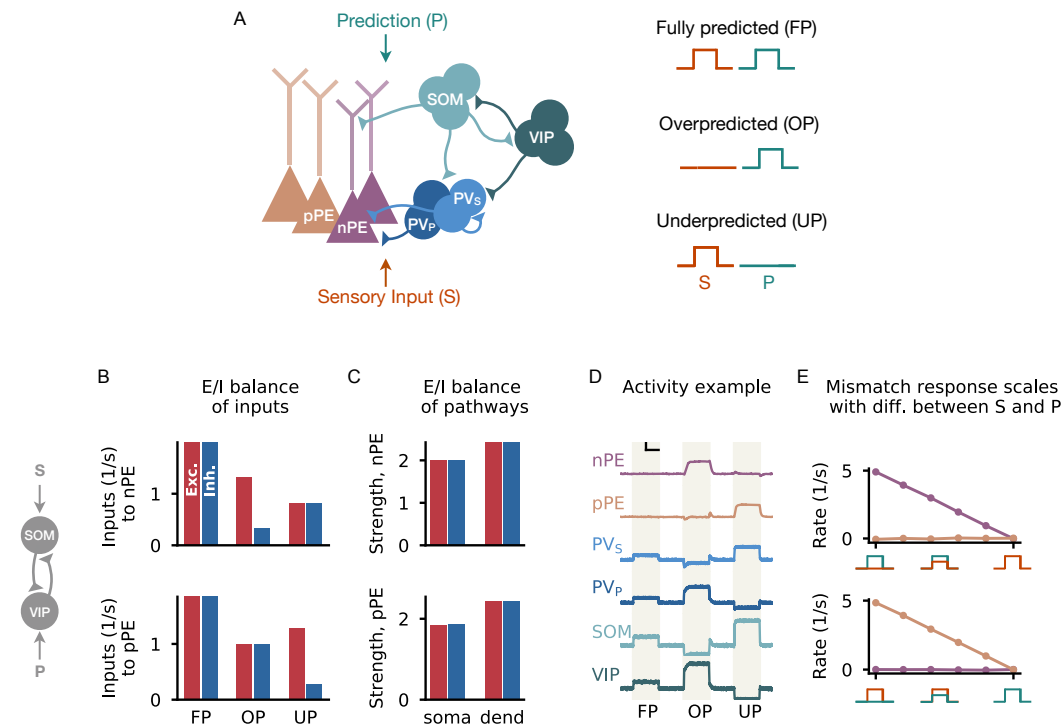 A
Prediction (P)
SOM
VIP
pPE
nPE
PVS
PVP
Sensory Input (S)
Fully predicted (FP)
Overpredicted (OP)
Underpredicted (UP)
S P
S
SOM
VIP
P
B
E/I balance
of inputs
Inputs (1/s)
to nPE
1
0
Exc.
Inh.
Inputs (1/s)
to pPE
1
0
FP OP UP
C
E/I balance
of pathways
Strength, nPE
2
1
0
Strength, pPE
2
1
0
soma dend
D
Activity example
nPE
pPE
PVS
PVP
SOM
VIP
FP OP UP
E
Mismatch response scales
with diff. between S and P
Rate (1/s)
5
0
Rate (1/s)
5
0